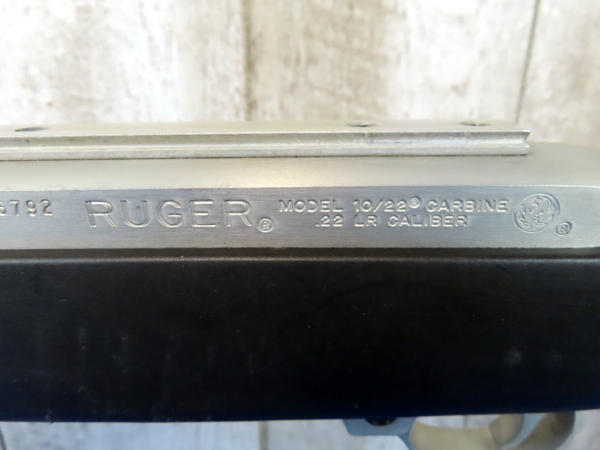 6792 RUGER® MODEL 10/22® CARBINE
.22 LR CALIBER ®